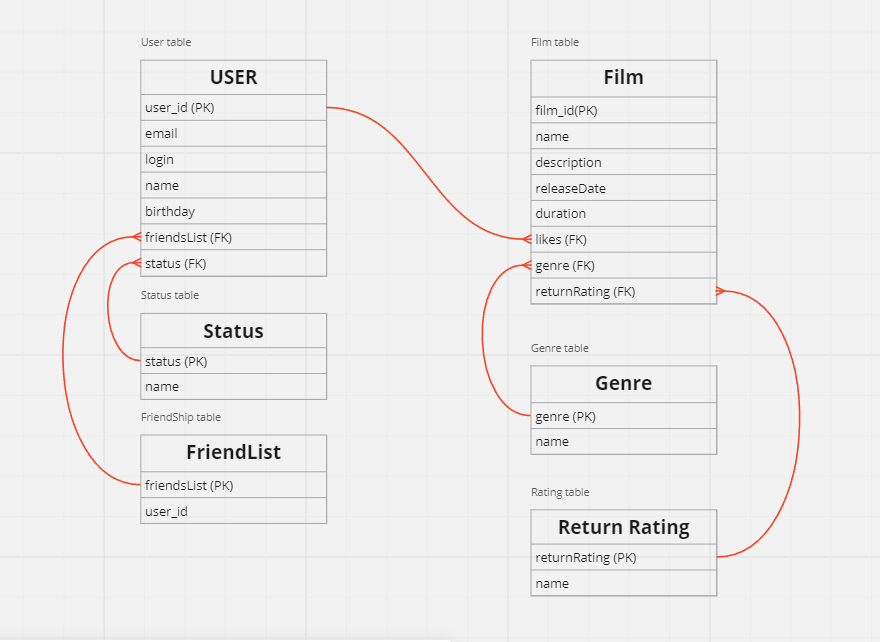 User table
USER
user_id (PK)
email
login
name
birthday
friendsList (FK)
status (FK)
Status table
Status
status (PK)
name
FriendShip table
FriendList
friendsList (PK)
user_id
Film table
Film
film_id(PK)
name
description
releaseDate
duration
likes (FK)
genre (FK)
returnRating (FK)
Genre table
Genre
genre (PK)
name
Rating table
Return Rating
returnRating (PK)
name